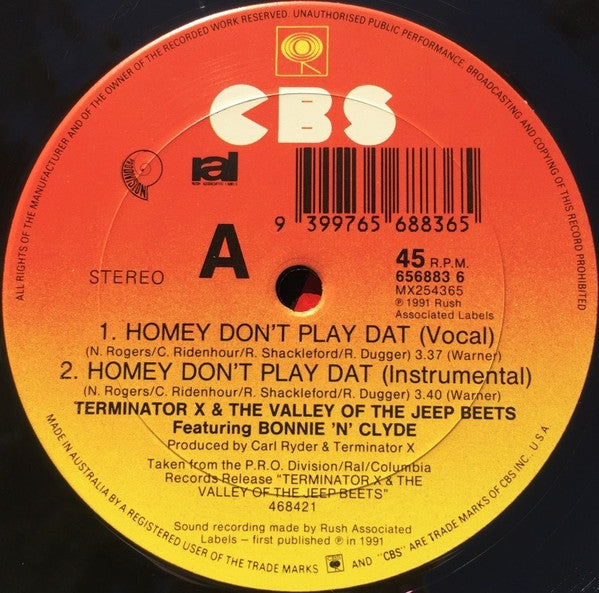 ALL RIGHTS OF THE MANUFACTURER AND OF THE OWNER OF THE RECORDED WORK RESERVED. UNAUTHORISED PUBLIC PERFORMANCE, BROADCASTING AND COPYING OF THIS RECORD PROHIBITED
CBS
ral
9 399765 688365
A
STEREO
45 R.P.M.
656883 6
MX254365
℗ 1991 Rush
Associated Labels
1. HOMEY DON'T PLAY DAT (Vocal)
(N. Rogers/C. Ridenhour/R. Shackleford/R. Dugger) 3.37 (Warner)
2. HOMEY DON'T PLAY DAT (Instrumental)
(N. Rogers/C. Ridenhour/R. Shackleford/R. Dugger) 3.40 (Warner)
TERMINATOR X & THE VALLEY OF THE JEEP BEETS
Featuring BONNIE 'N' CLYDE
Produced by Carl Ryder & Terminator X
Taken from the P.R.O. Division/Ral/Columbia
Records Release "TERMINATOR X & THE
VALLEY OF THE JEEP BEETS"
468421
Sound recording made by Rush Associated
Labels – first published ℗ in 1991
MADE IN AUSTRALIA BY A REGISTERED USER OF THE TRADE MARKS AND "CBS" ARE TRADE MARKS OF CBS INC., U.S.A